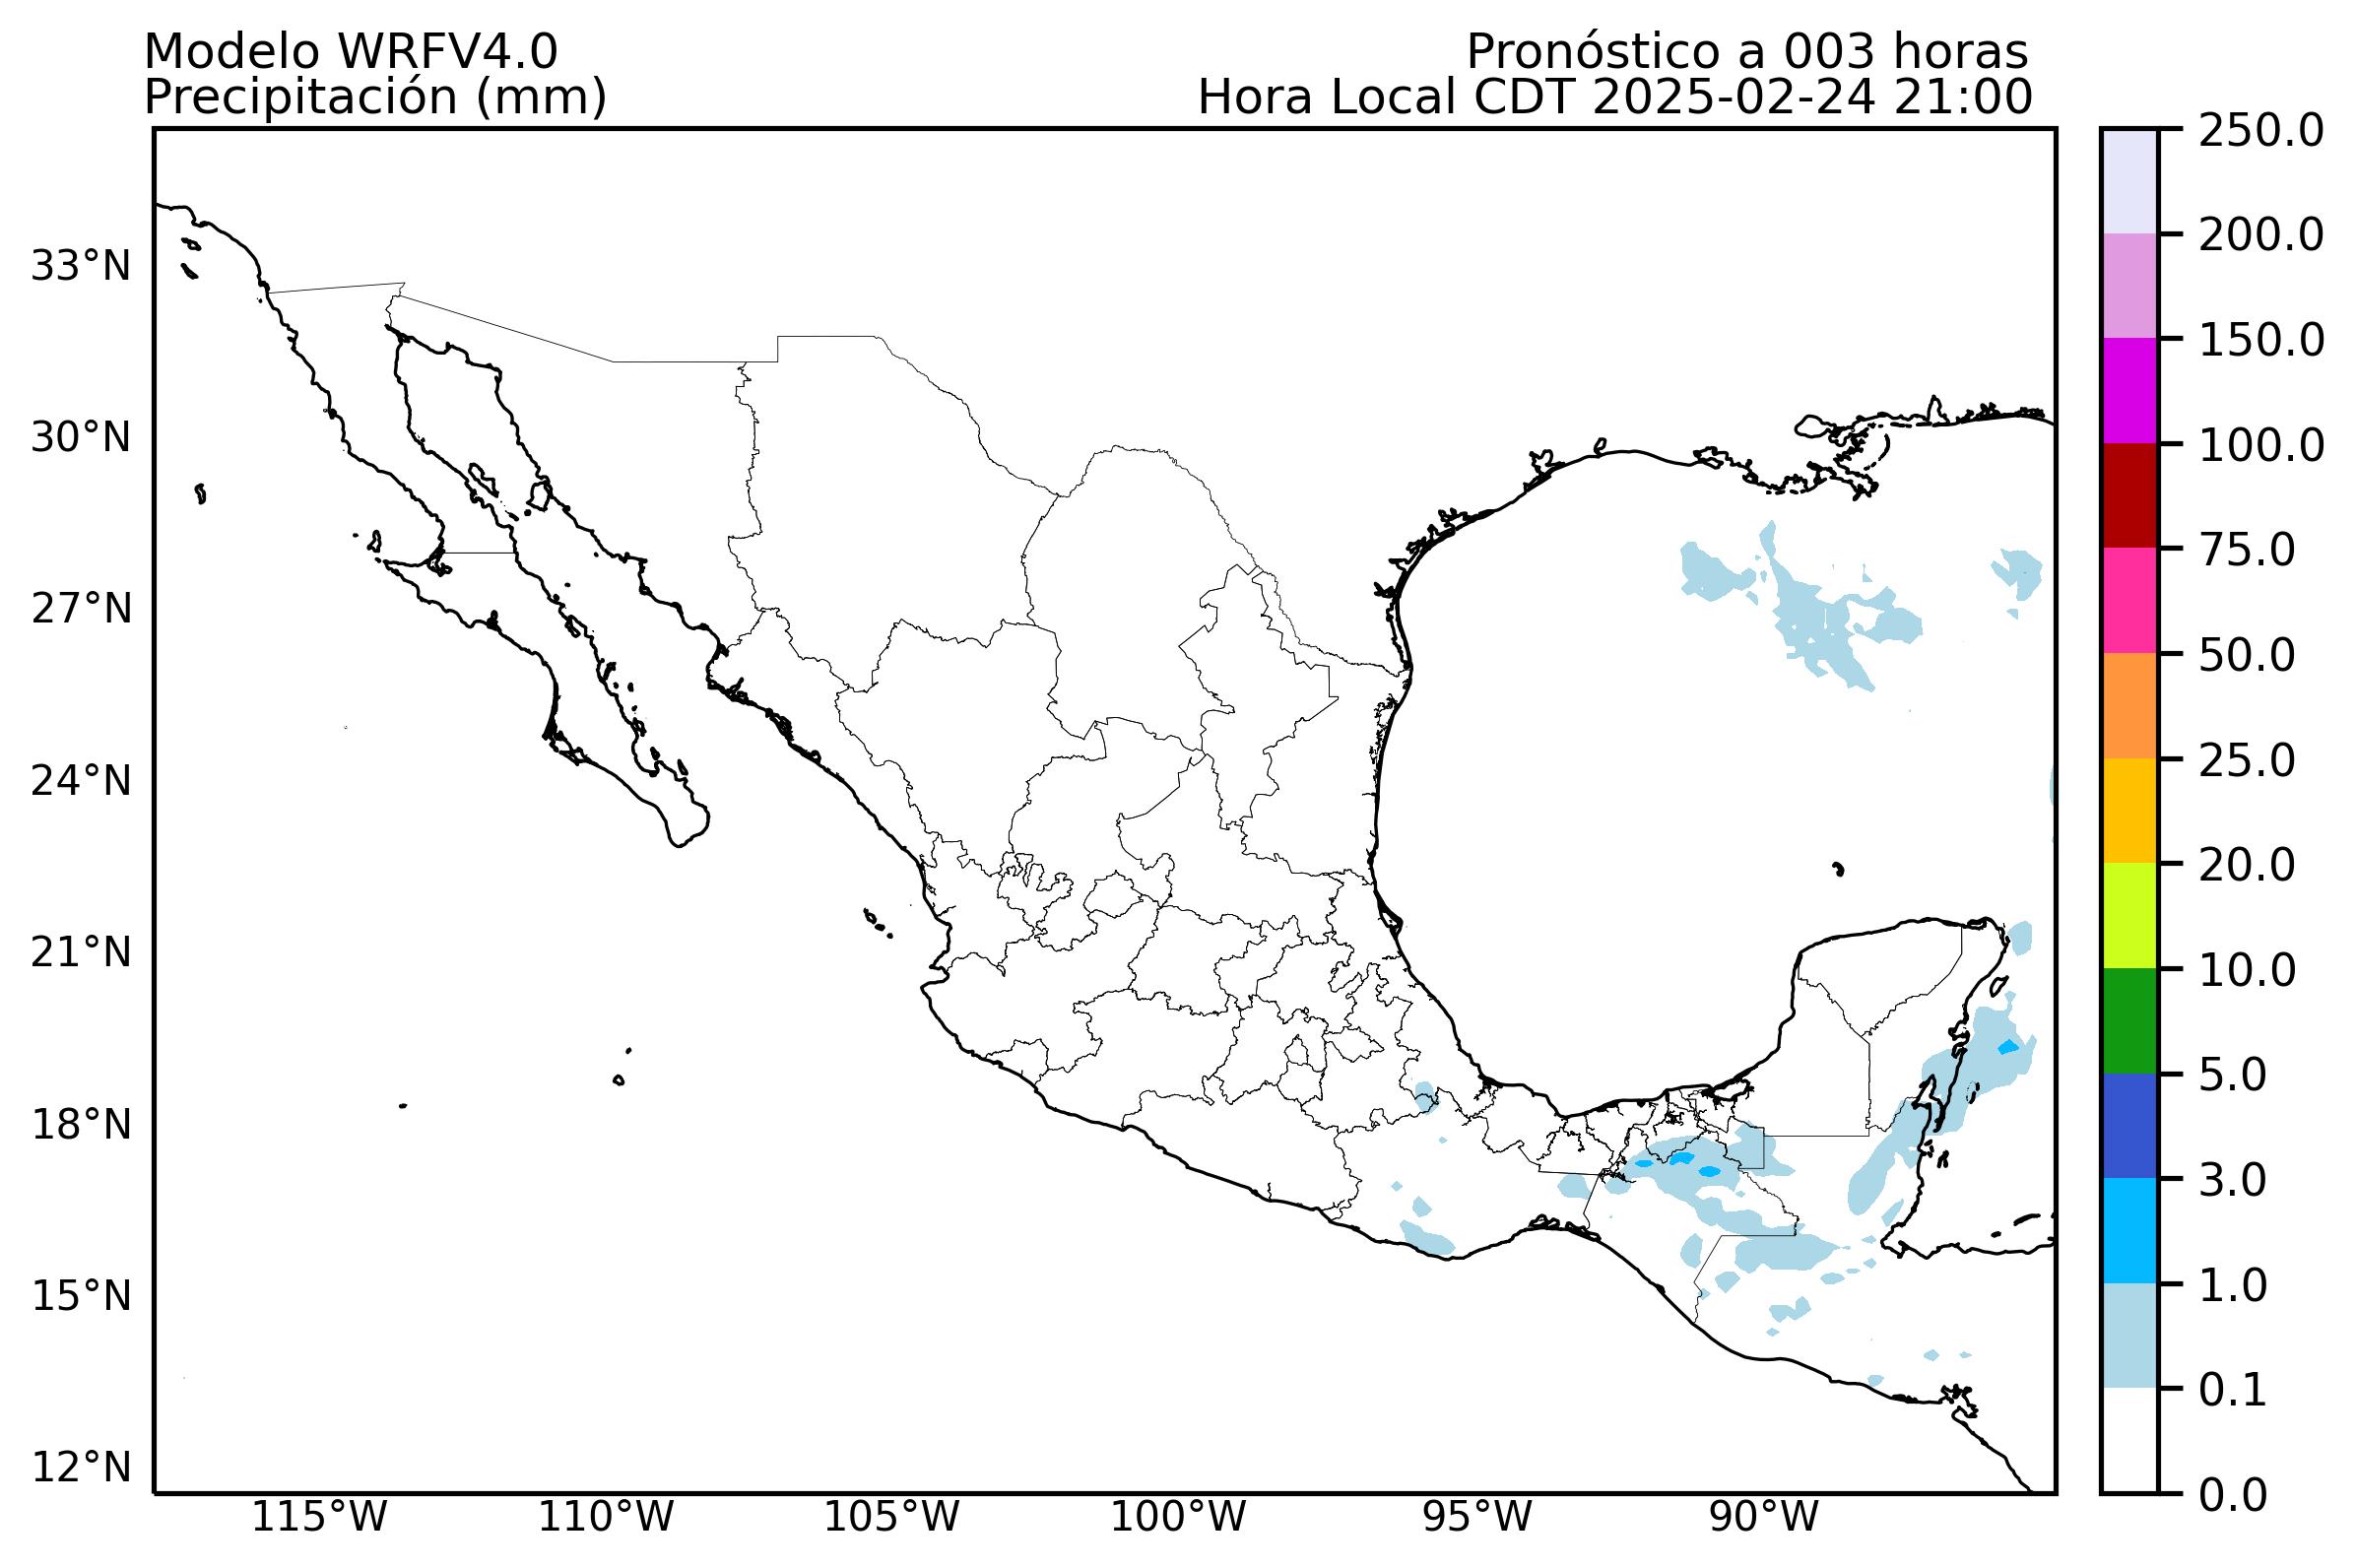 Modelo WRFV4.0
Precipitación (mm)
Pronóstico a 003 horas
Hora Local CDT 2025-02-24 21:00
33°N
30°N
27°N
24°N
21°N
18°N
15°N
12°N
115°W
110°W
105°W
100°W
95°W
90°W
250.0
200.0
150.0
100.0
75.0
50.0
25.0
20.0
10.0
5.0
3.0
1.0
0.1
0.0